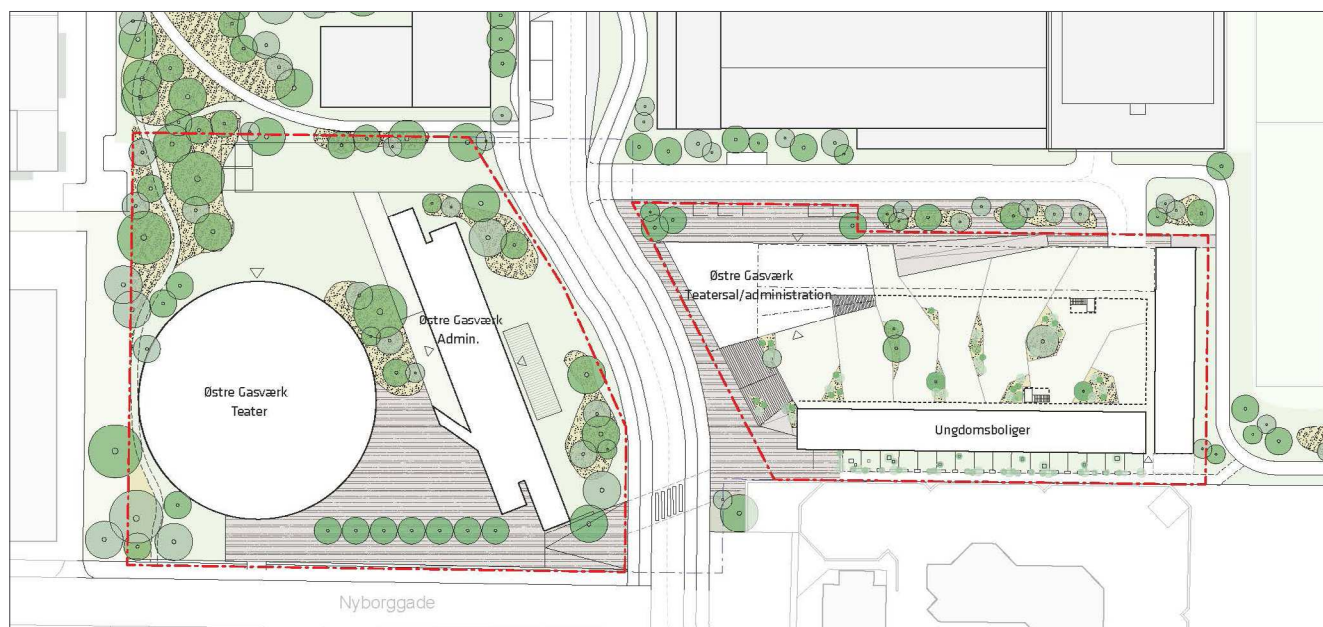 Østre Gasværk
Teatersal/administration
Østre Gasværk
Admin.
Østre Gasværk
Teater
Ungdomsboliger
Nyborggade